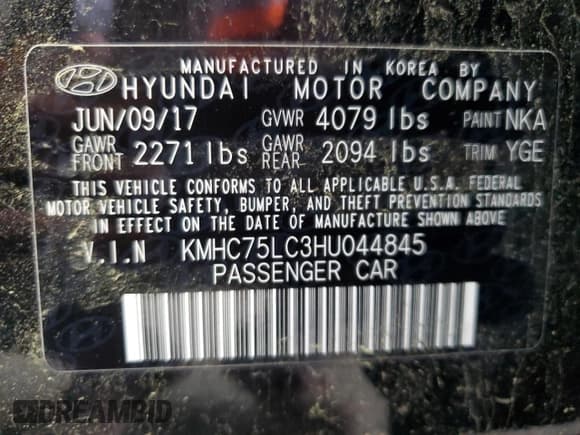 MANUFACTURED IN KOREA BY
HYUNDAI MOTOR COMPANY
JUN/09/17 GVWR 4079 lbs PAINT NKA
GAWR FRONT 2271 lbs GAWR REAR 2094 lbs TRIM YGE
THIS VEHICLE CONFORMS TO ALL APPLICABLE U.S.A. FEDERAL
MOTOR VEHICLE SAFETY, BUMPER, AND THEFT PREVENTION STANDARDS
IN EFFECT ON THE DATE OF MANUFACTURE SHOWN ABOVE
V.I.N KMHC75LC3HU044845
PASSENGER CAR
DREAMBID